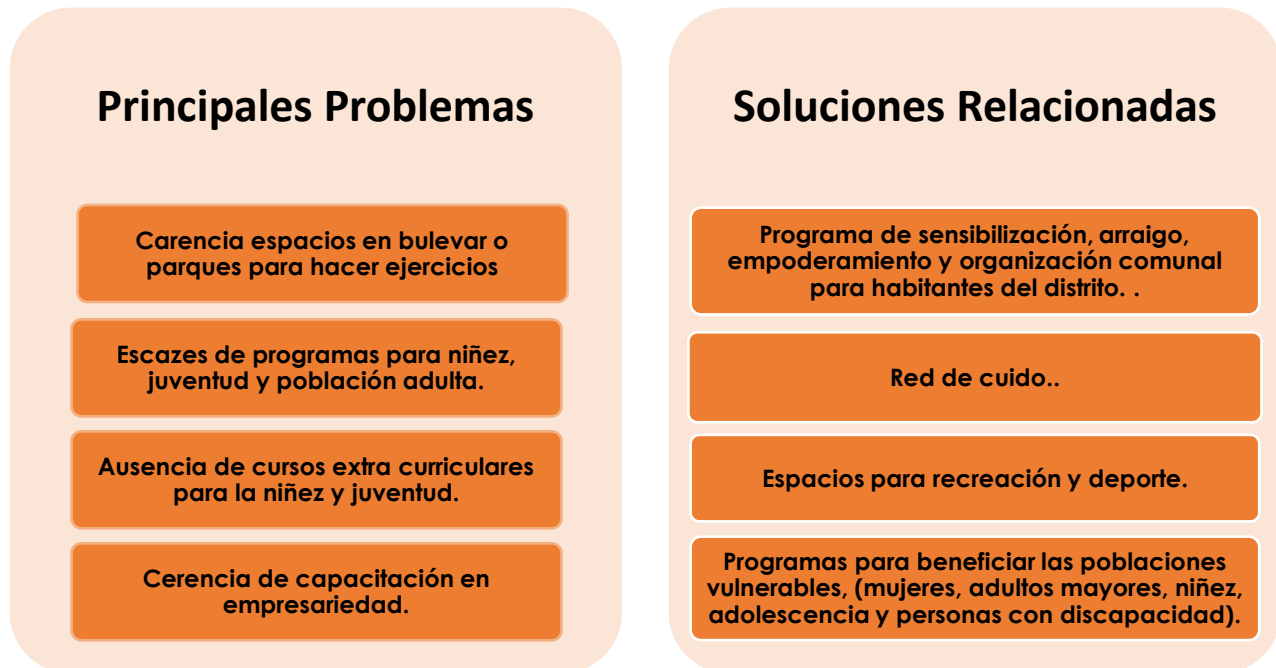 Principales Problemas
Carencia espacios en bulevar o
parques para hacer ejercicios
Escazes de programas para niñez,
juventud y población adulta.
Ausencia de cursos extra curriculares
para la niñez y juventud.
Cerencia de capacitación en
empresariedad.
Soluciones Relacionadas
Programa de sensibilización, arraigo,
empoderamiento y organización comunal
para habitantes del distrito. .
Red de cuido..
Espacios para recreación y deporte.
Programas para beneficiar las poblaciones
vulnerables, (mujeres, adultos mayores, niñez,
adolescencia y personas con discapacidad).